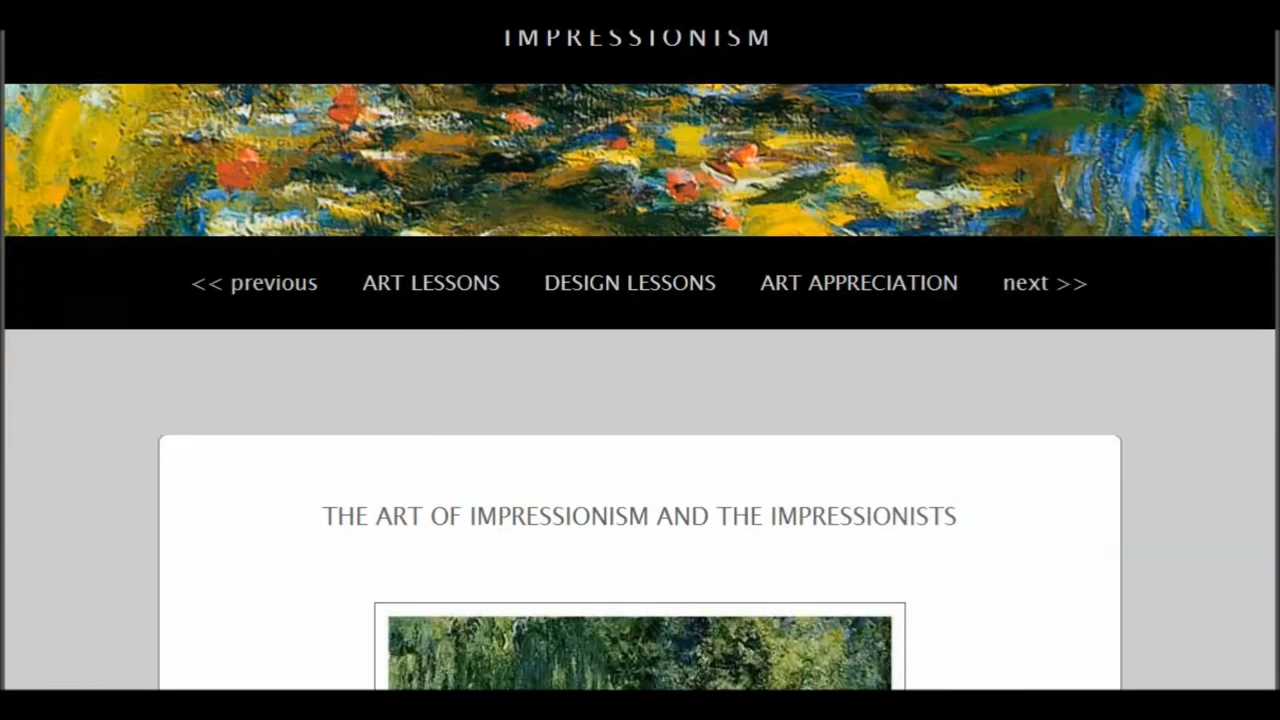 IMPRESSIONISM
<< previous ART LESSONS DESIGN LESSONS ART APPRECIATION next >>
THE ART OF IMPRESSIONISM AND THE IMPRESSIONISTS